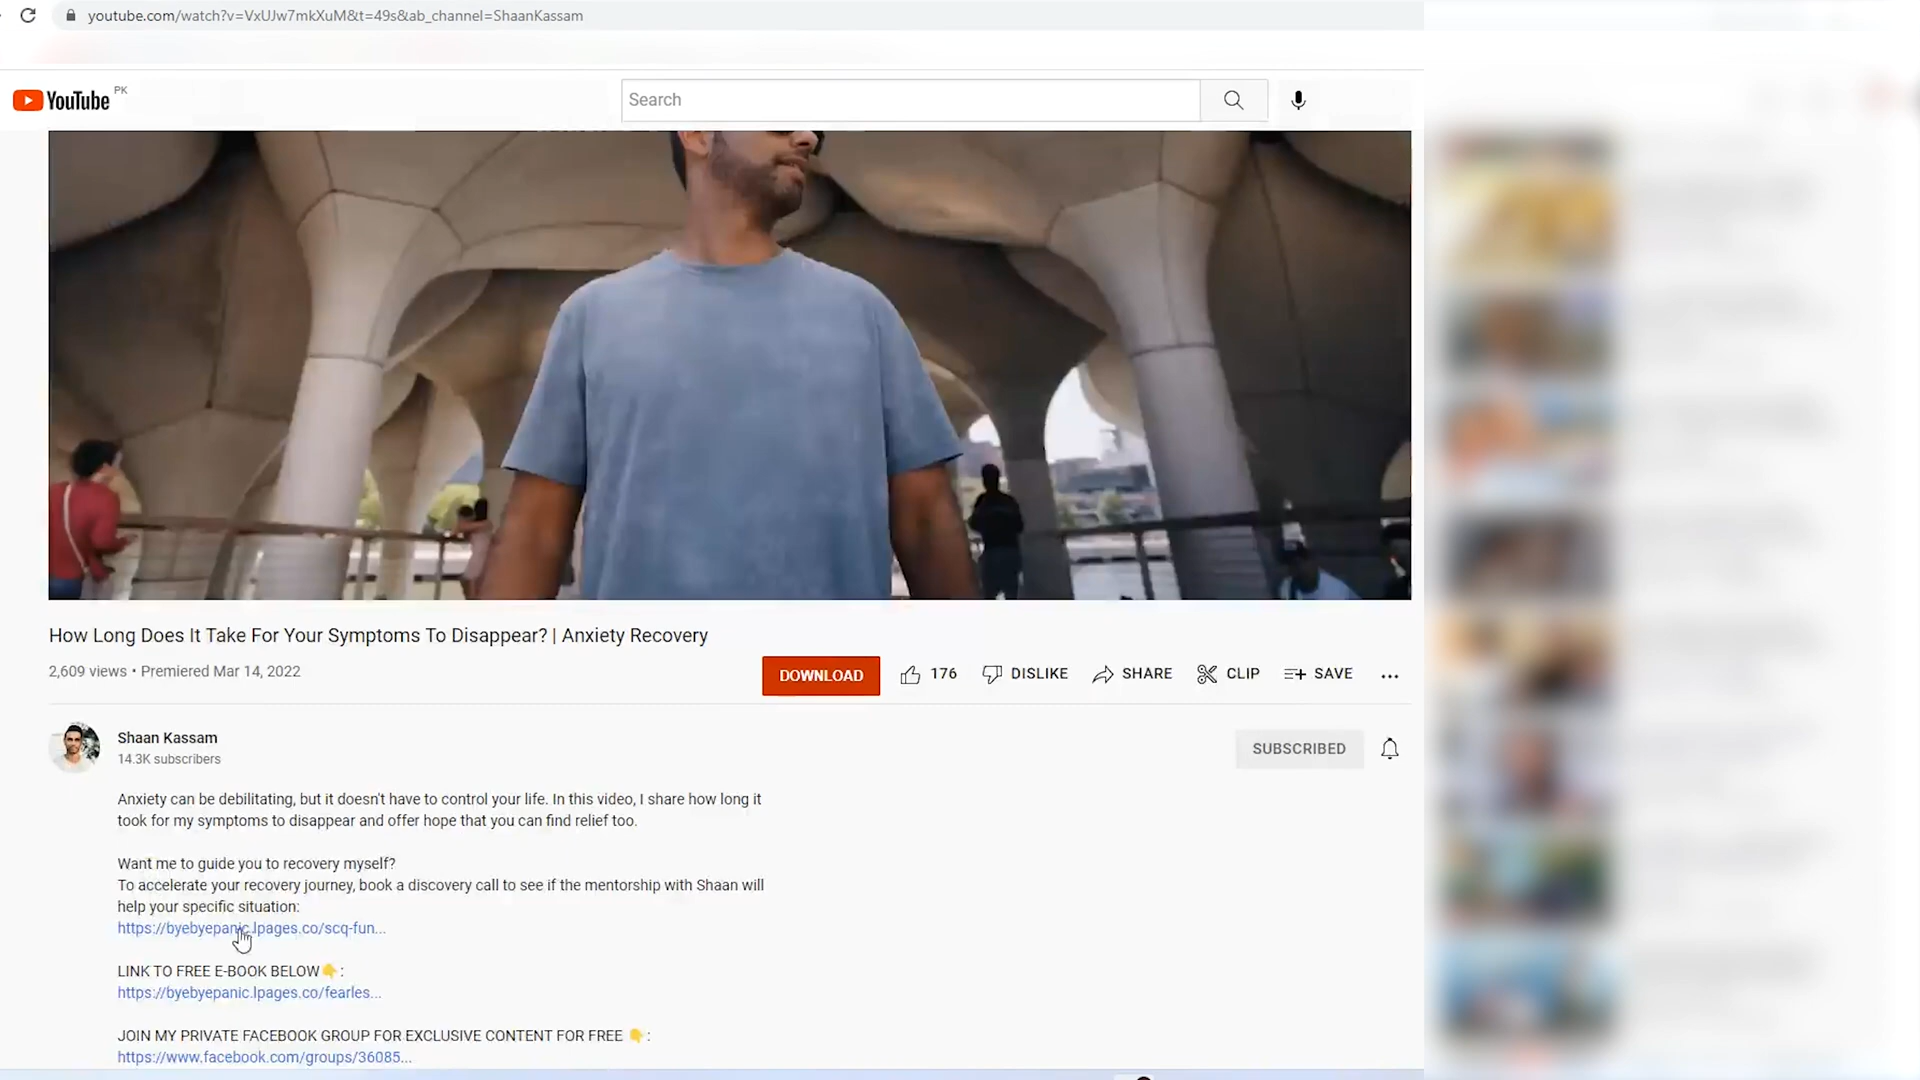 youtube.com/watch?v=VxUJw7mkXuM&t=49s&ab_channel=ShaanKassam
YouTube PK
Search
How Long Does It Take For Your Symptoms To Disappear? | Anxiety Recovery
2,609 views • Premiered Mar 14, 2022
DOWNLOAD 176 DISLIKE SHARE CLIP SAVE ...
Shaan Kassam
14.3K subscribers
SUBSCRIBED
Anxiety can be debilitating, but it doesn't have to control your life. In this video, I share how long it
took for my symptoms to disappear and offer hope that you can find relief too.
Want me to guide you to recovery myself?
To accelerate your recovery journey, book a discovery call to see if the mentorship with Shaan will
help your specific situation:
https://byebyepanic.lpages.co/scq-fun...
LINK TO FREE E-BOOK BELOW👇:
https://byebyepanic.lpages.co/fearles...
JOIN MY PRIVATE FACEBOOK GROUP FOR EXCLUSIVE CONTENT FOR FREE 👇:
https://www.facebook.com/groups/36085...